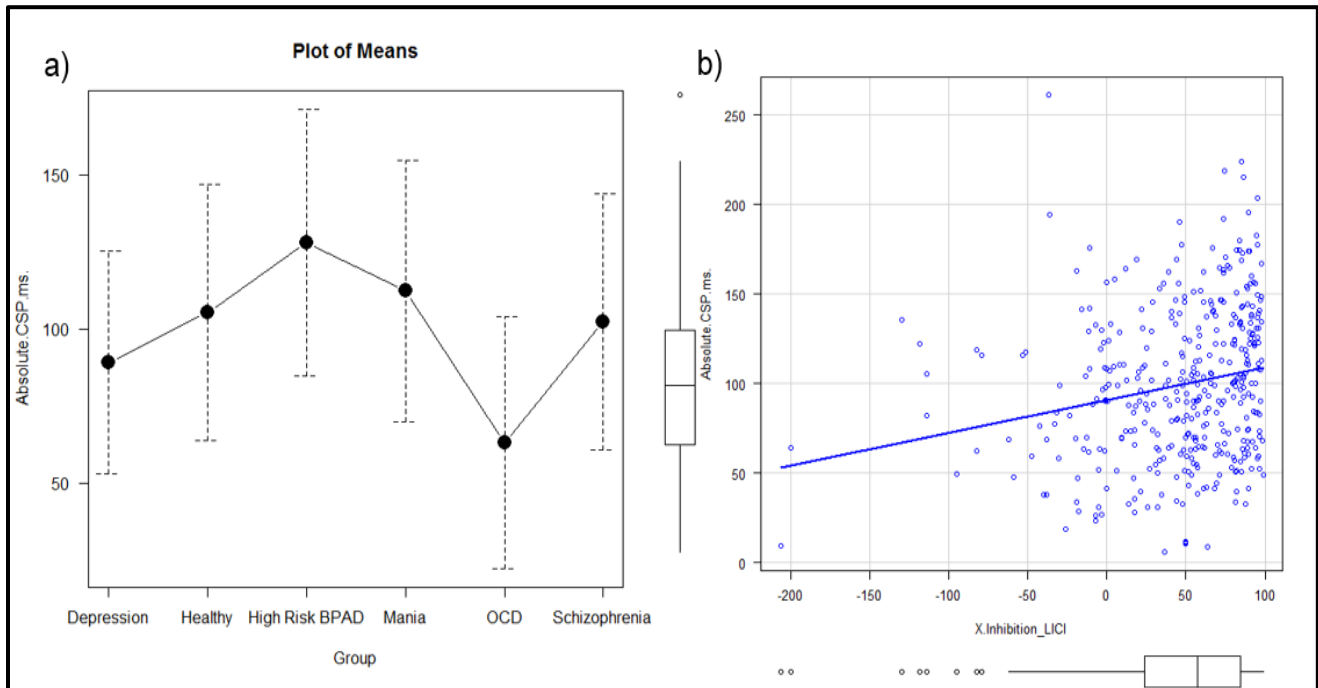 a)
Plot of Means
Absolute.CSP.ms.
150
100
50
Depression
Healthy
High Risk BPAD
Mania
OCD
Schizophrenia
Group
b)
Absolute.CSP.ms.
250
200
150
100
50
0
-200
-150
-100
-50
0
50
100
X.Inhibition_LICI